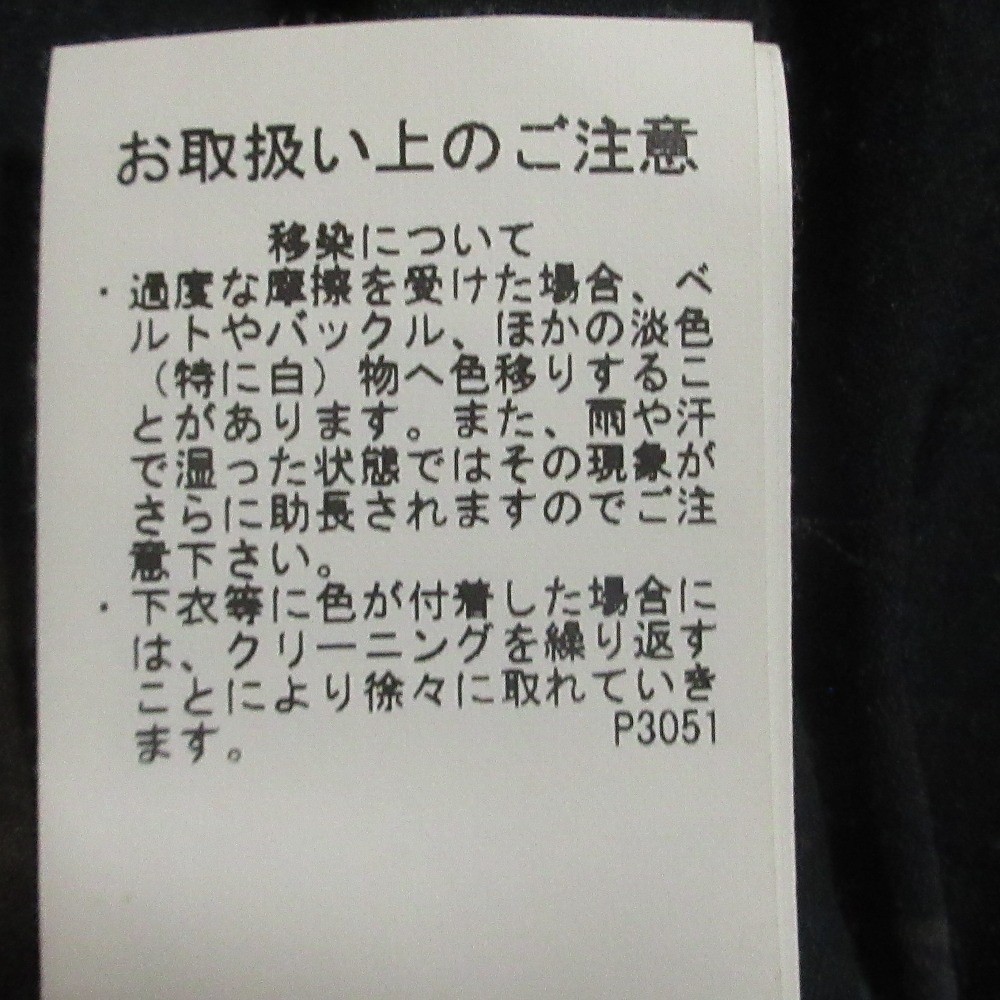 お取扱い上のご注意
移染について
・過度な摩擦を受けた場合、ベ
ルトやバックル、ほかの淡色
（特に白）物へ色移りするこ
とがあります。また、雨や汗
で湿った状態ではその現象が
さらに助長されますのでご注
意下さい。
・下衣等に色が付着した場合に
は、クリーニングを繰り返す
ことにより徐々に取れていき
ます。
P3051